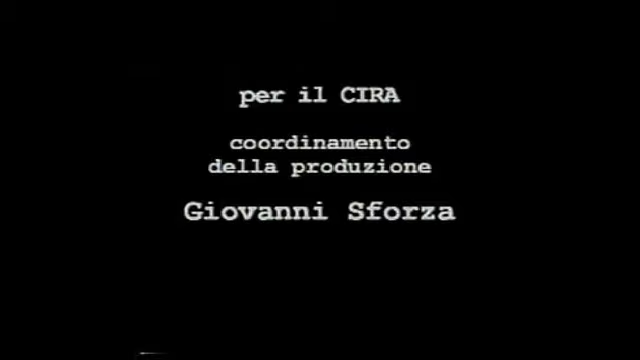 per il CIRA
coordinamento
della produzione
Giovanni Sforza